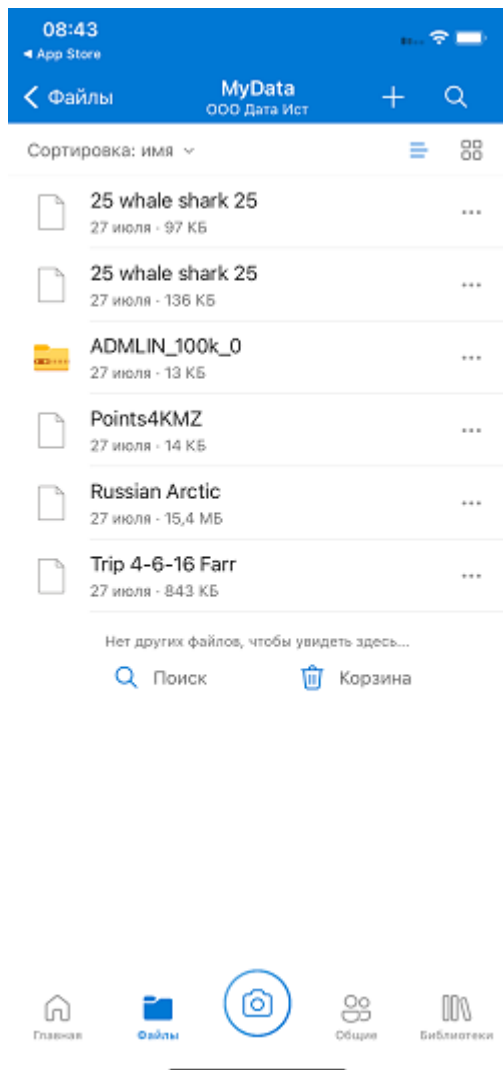 08:43
◀ App Store
Файлы
MyData
ООО Дата Ист
Сортировка: имя
25 whale shark 25
27 июля · 97 КБ
25 whale shark 25
27 июля · 136 КБ
ADMLIN_100k_0
27 июля · 13 КБ
Points4KMZ
27 июля · 14 КБ
Russian Arctic
27 июля · 15,4 МБ
Trip 4-6-16 Farr
27 июля · 843 КБ
Нет других файлов, чтобы увидеть здесь...
Поиск
Корзина
Главная
Файлы
Общие
Библиотеки